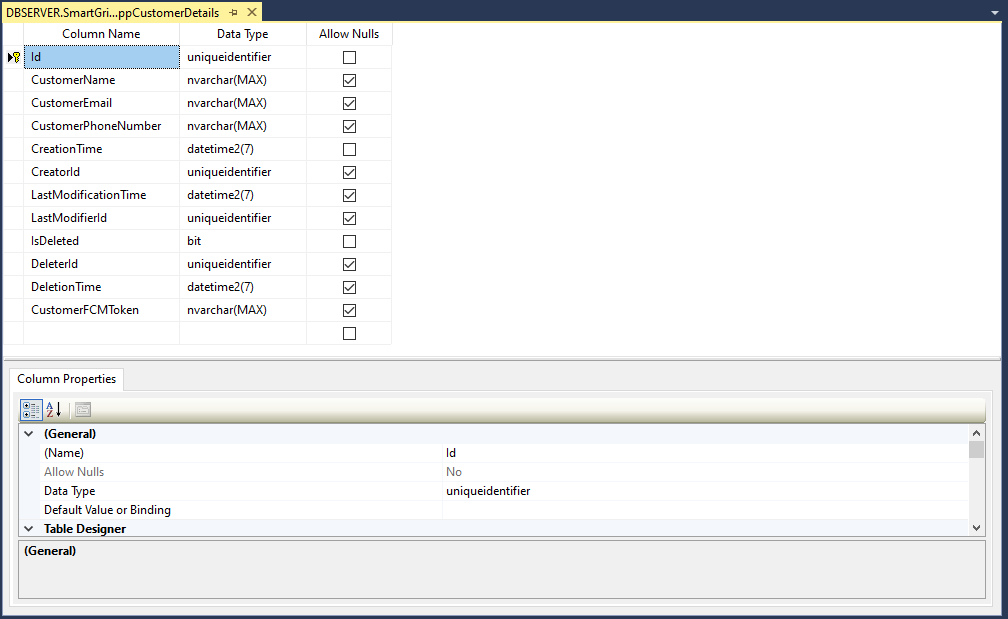 DBSERVER.SmartGri...ppCustomerDetails
Column Name Data Type Allow Nulls
Id uniqueidentifier
CustomerName nvarchar(MAX)
CustomerEmail nvarchar(MAX)
CustomerPhoneNumber nvarchar(MAX)
CreationTime datetime2(7)
CreatorId uniqueidentifier
LastModificationTime datetime2(7)
LastModifierId uniqueidentifier
IsDeleted bit
DeleterId uniqueidentifier
DeletionTime datetime2(7)
CustomerFCMToken nvarchar(MAX)
Column Properties
A
Z
(General)
(Name) Id
Allow Nulls No
Data Type uniqueidentifier
Default Value or Binding
Table Designer
(General)